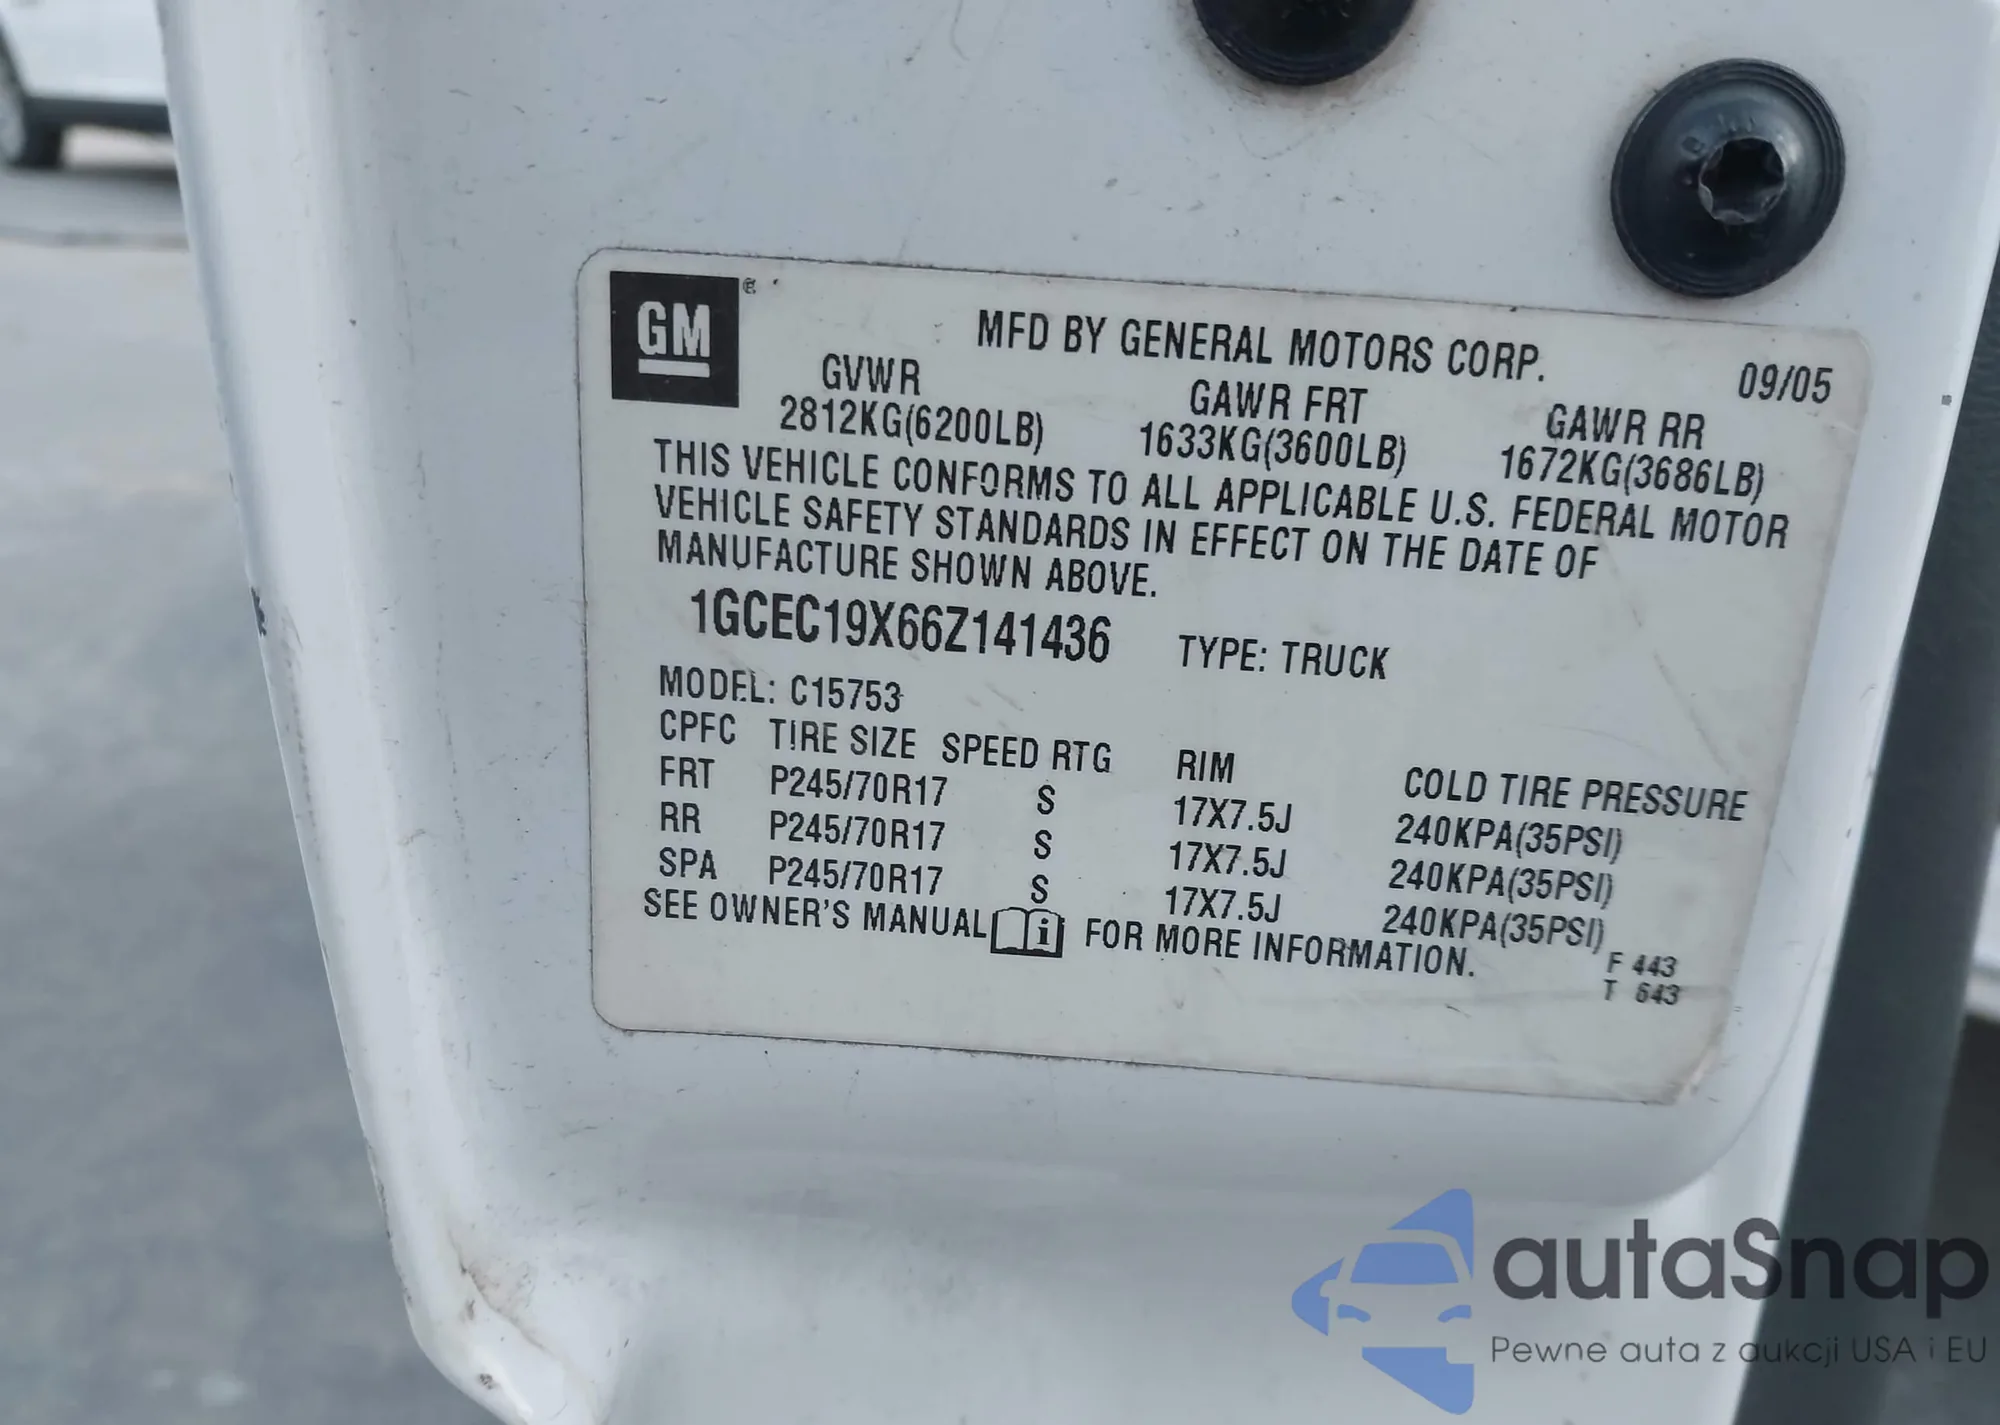 GM ®
MFD BY GENERAL MOTORS CORP.
09/05
GVWR GAWR FRT GAWR RR
2812KG(6200LB) 1633KG(3600LB) 1672KG(3686LB)
THIS VEHICLE CONFORMS TO ALL APPLICABLE U.S. FEDERAL MOTOR
VEHICLE SAFETY STANDARDS IN EFFECT ON THE DATE OF
MANUFACTURE SHOWN ABOVE.
1GCEC19X66Z141436 TYPE: TRUCK
MODEL: C15753
CPFC TIRE SIZE SPEED RTG RIM COLD TIRE PRESSURE
FRT P245/70R17 S 17X7.5J 240KPA(35PSI)
RR P245/70R17 S 17X7.5J 240KPA(35PSI)
SPA P245/70R17 S 17X7.5J 240KPA(35PSI)
SEE OWNER'S MANUAL i FOR MORE INFORMATION.
F 443
T 643
autaSnap
Pewne auta z aukcji USA i EU